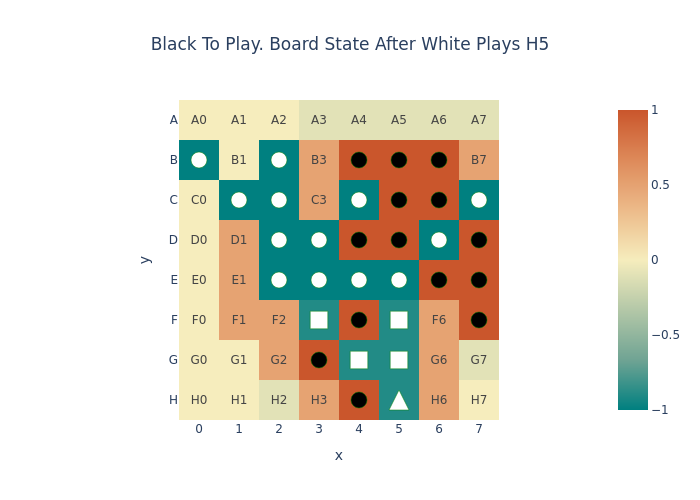 Black To Play. Board State After White Plays H5
A A0 A1 A2 A3 A4 A5 A6 A7
B B1 B3 B7
C C0 C3
D D0 D1
E E0 E1
F F0 F1 F2 F6
G G0 G1 G2 G6 G7
H H0 H1 H2 H3 H6 H7
0 1 2 3 4 5 6 7
x
y
1
0.5
0
−0.5
−1